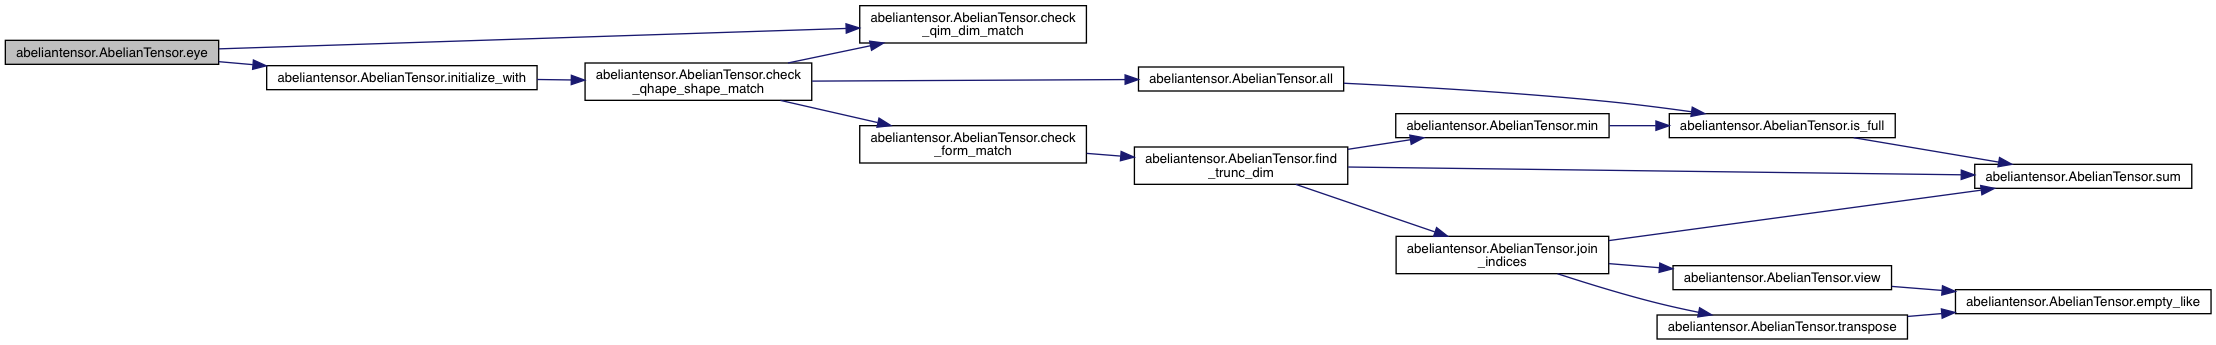 abeliantensor.AbelianTensor.eye
abeliantensor.AbelianTensor.initialize_with
abeliantensor.AbelianTensor.check
_qhape_shape_match
abeliantensor.AbelianTensor.check
_qim_dim_match
abeliantensor.AbelianTensor.all
abeliantensor.AbelianTensor.check
_form_match
abeliantensor.AbelianTensor.find
_trunc_dim
abeliantensor.AbelianTensor.min
abeliantensor.AbelianTensor.is_full
abeliantensor.AbelianTensor.sum
abeliantensor.AbelianTensor.join
_indices
abeliantensor.AbelianTensor.view
abeliantensor.AbelianTensor.transpose
abeliantensor.AbelianTensor.empty_like